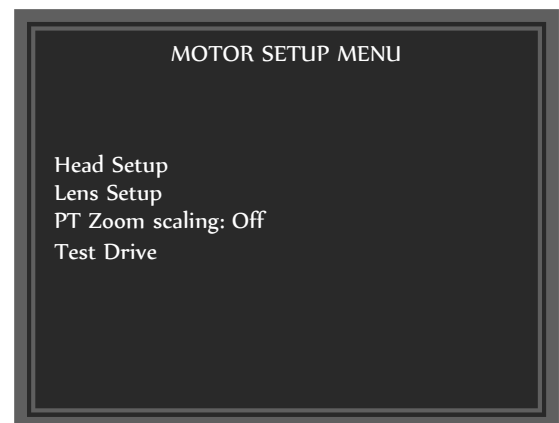 MOTOR SETUP MENU
Head Setup
Lens Setup
PT Zoom scaling: Off
Test Drive